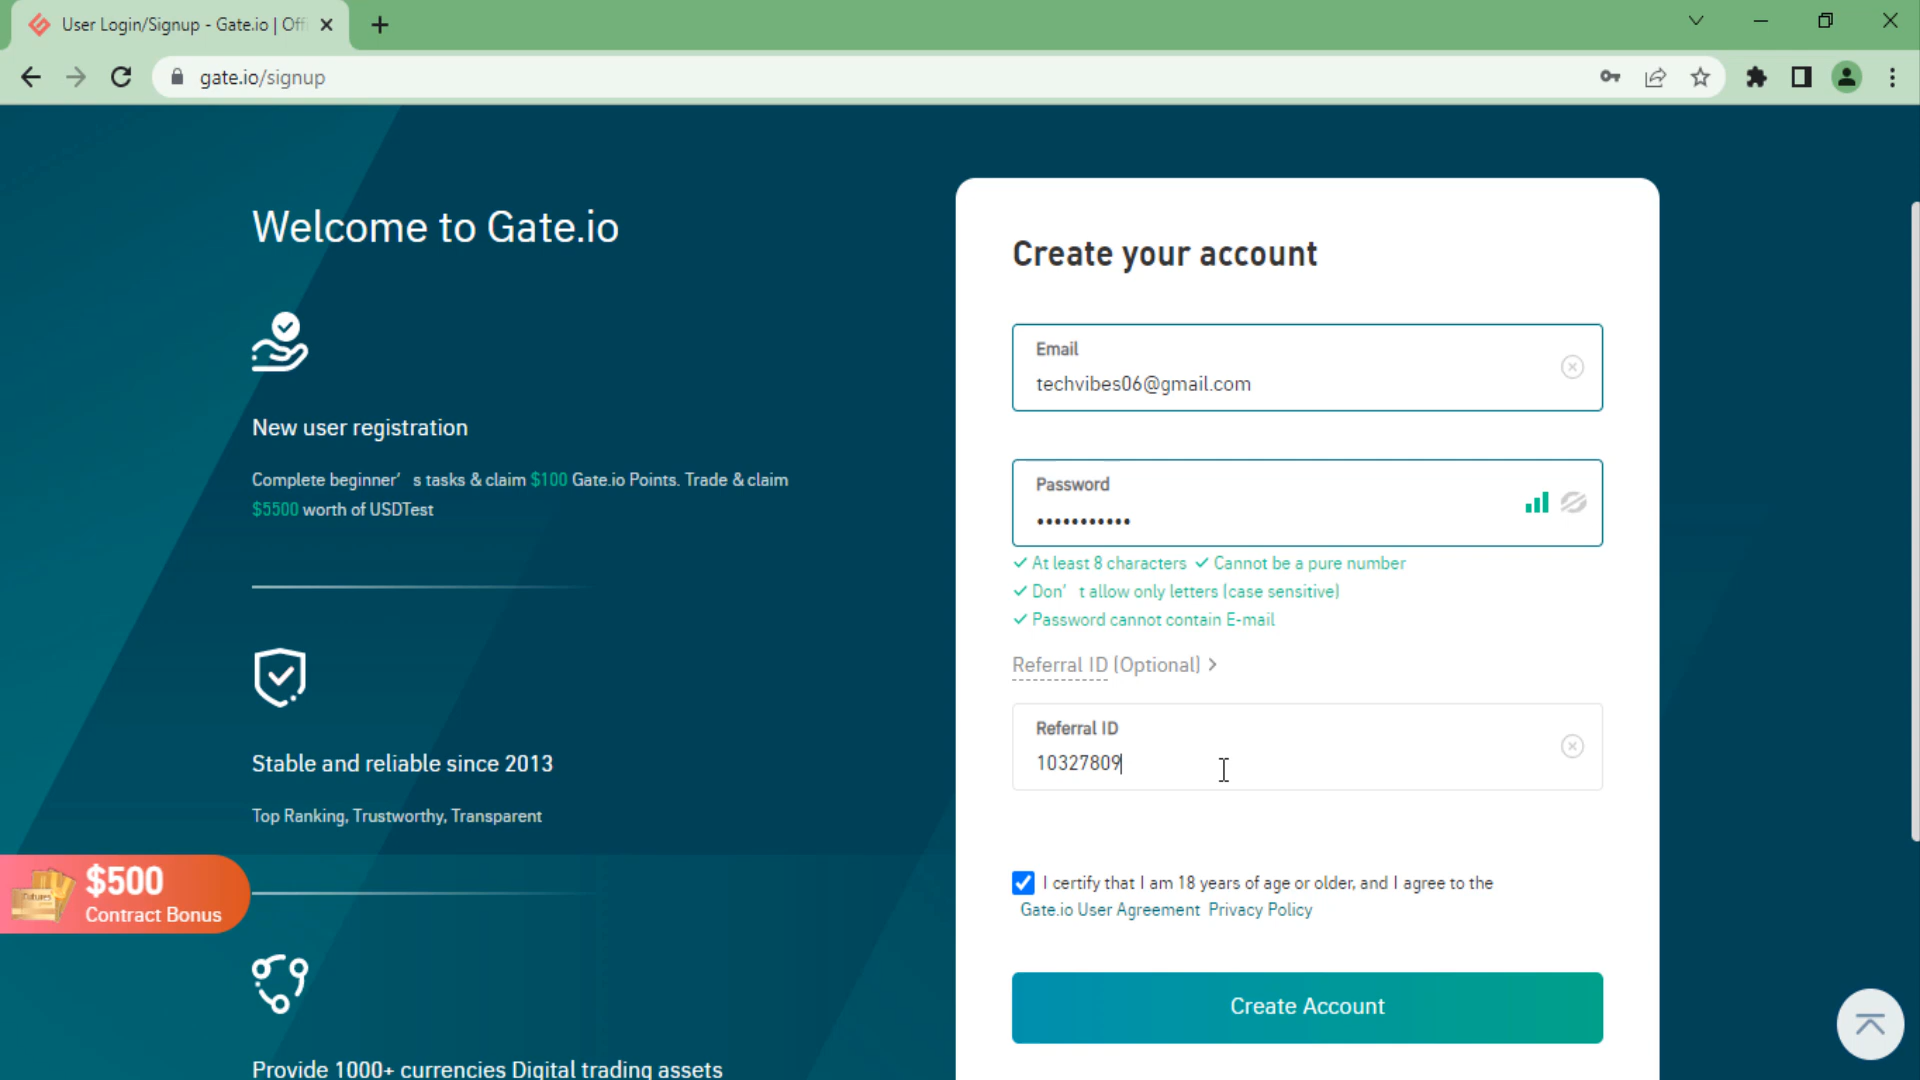 User Login/Signup - Gate.io | Off
gate.io/signup
Welcome to Gate.io
New user registration
Complete beginner’ s tasks & claim $100 Gate.io Points. Trade & claim
$5500 worth of USDTest
Stable and reliable since 2013
Top Ranking, Trustworthy, Transparent
Futures
$500
Contract Bonus
Provide 1000+ currencies Digital trading assets
Create your account
Email
techvibes06@gmail.com
Password
•••••••••••
At least 8 characters Cannot be a pure number
Don’ t allow only letters (case sensitive)
Password cannot contain E-mail
Referral ID (Optional) >
Referral ID
10327809
I certify that I am 18 years of age or older, and I agree to the
Gate.io User Agreement Privacy Policy
Create Account